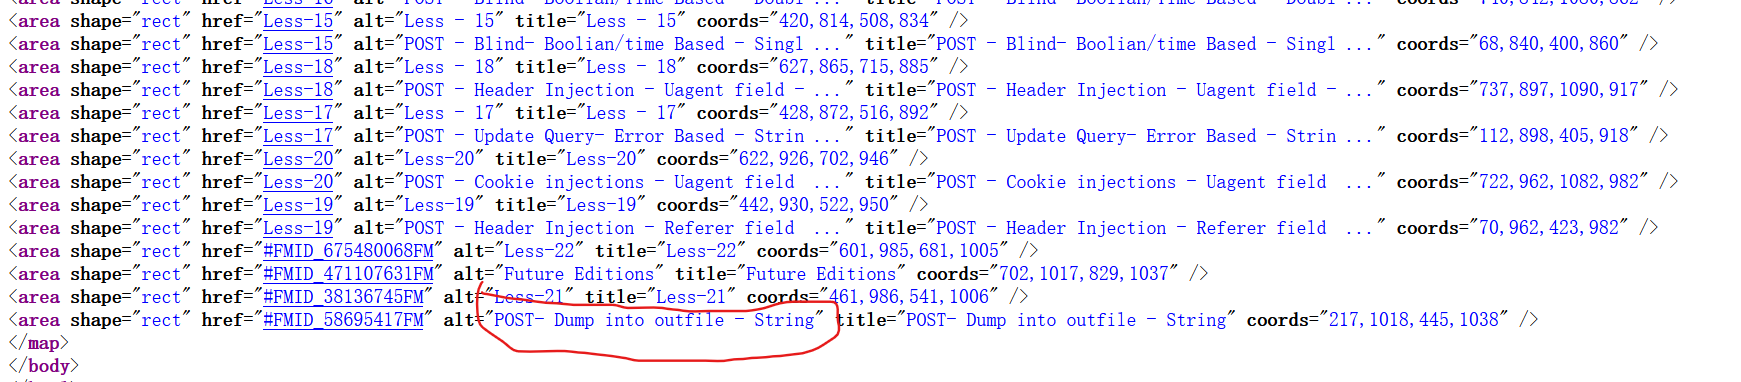 <area shape="rect" href="Less-15" alt="Less - 15" title="Less - 15" coords="420,814,508,834" />
<area shape="rect" href="Less-15" alt="POST - Blind- Boolian/time Based - Singl ..." title="POST - Blind- Boolian/time Based - Singl ..." coords="68,840,400,860" />
<area shape="rect" href="Less-18" alt="Less - 18" title="Less - 18" coords="627,865,715,885" />
<area shape="rect" href="Less-18" alt="POST - Header Injection - Uagent field - ..." title="POST - Header Injection - Uagent field - ..." coords="737,897,1090,917" />
<area shape="rect" href="Less-17" alt="Less - 17" title="Less - 17" coords="428,872,516,892" />
<area shape="rect" href="Less-17" alt="POST - Update Query- Error Based - Strin ..." title="POST - Update Query- Error Based - Strin ..." coords="112,898,405,918" />
<area shape="rect" href="Less-20" alt="Less-20" title="Less-20" coords="622,926,702,946" />
<area shape="rect" href="Less-20" alt="POST - Cookie injections - Uagent field  ..." title="POST - Cookie injections - Uagent field  ..." coords="722,962,1082,982" />
<area shape="rect" href="Less-19" alt="Less-19" title="Less-19" coords="442,930,522,950" />
<area shape="rect" href="Less-19" alt="POST - Header Injection - Referer field  ..." title="POST - Header Injection - Referer field  ..." coords="70,962,423,982" />
<area shape="rect" href="#FMID_675480068FM" alt="Less-22" title="Less-22" coords="601,985,681,1005" />
<area shape="rect" href="#FMID_471107631FM" alt="Future Editions" title="Future Editions" coords="702,1017,829,1037" />
<area shape="rect" href="#FMID_38136745FM" alt="Less-21" title="Less-21" coords="461,986,541,1006" />
<area shape="rect" href="#FMID_58695417FM" alt="POST- Dump into outfile - String" title="POST- Dump into outfile - String" coords="217,1018,445,1038" />
</map>
</body>